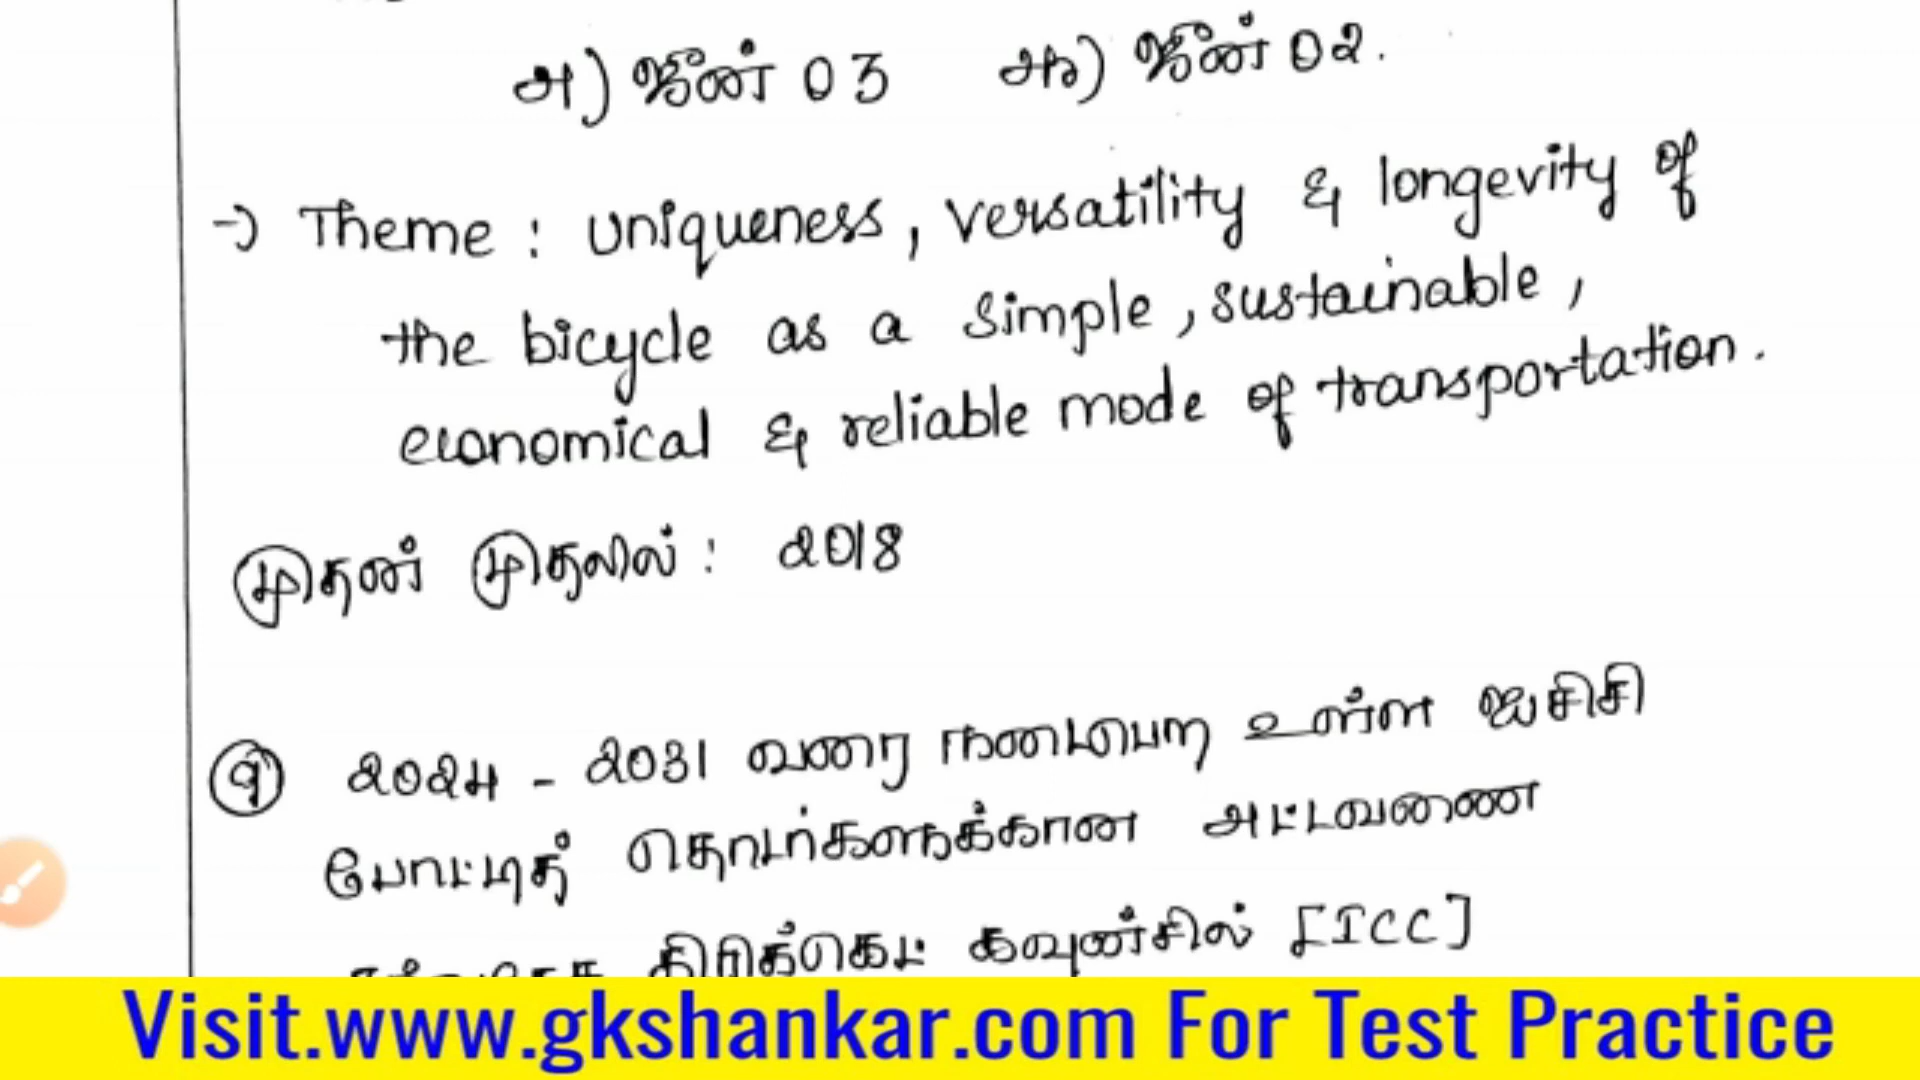 அ) ஜூன் 03 ஆ) ஜூன் 02.
→ Theme : uniqueness, versatility & longevity of
the bicycle as a simple, sustainable,
economical & reliable mode of transportation.
முதன் முதலில் : 2018
9) 2024 - 2031 வரை நடைபெற உள்ள ஐசிசி
போட்டித் தொடர்களுக்கான அட்டவணை
கிரிக்கெட் கவுன்சில் [ICC]
Visit.www.gkshankar.com For Test Practice